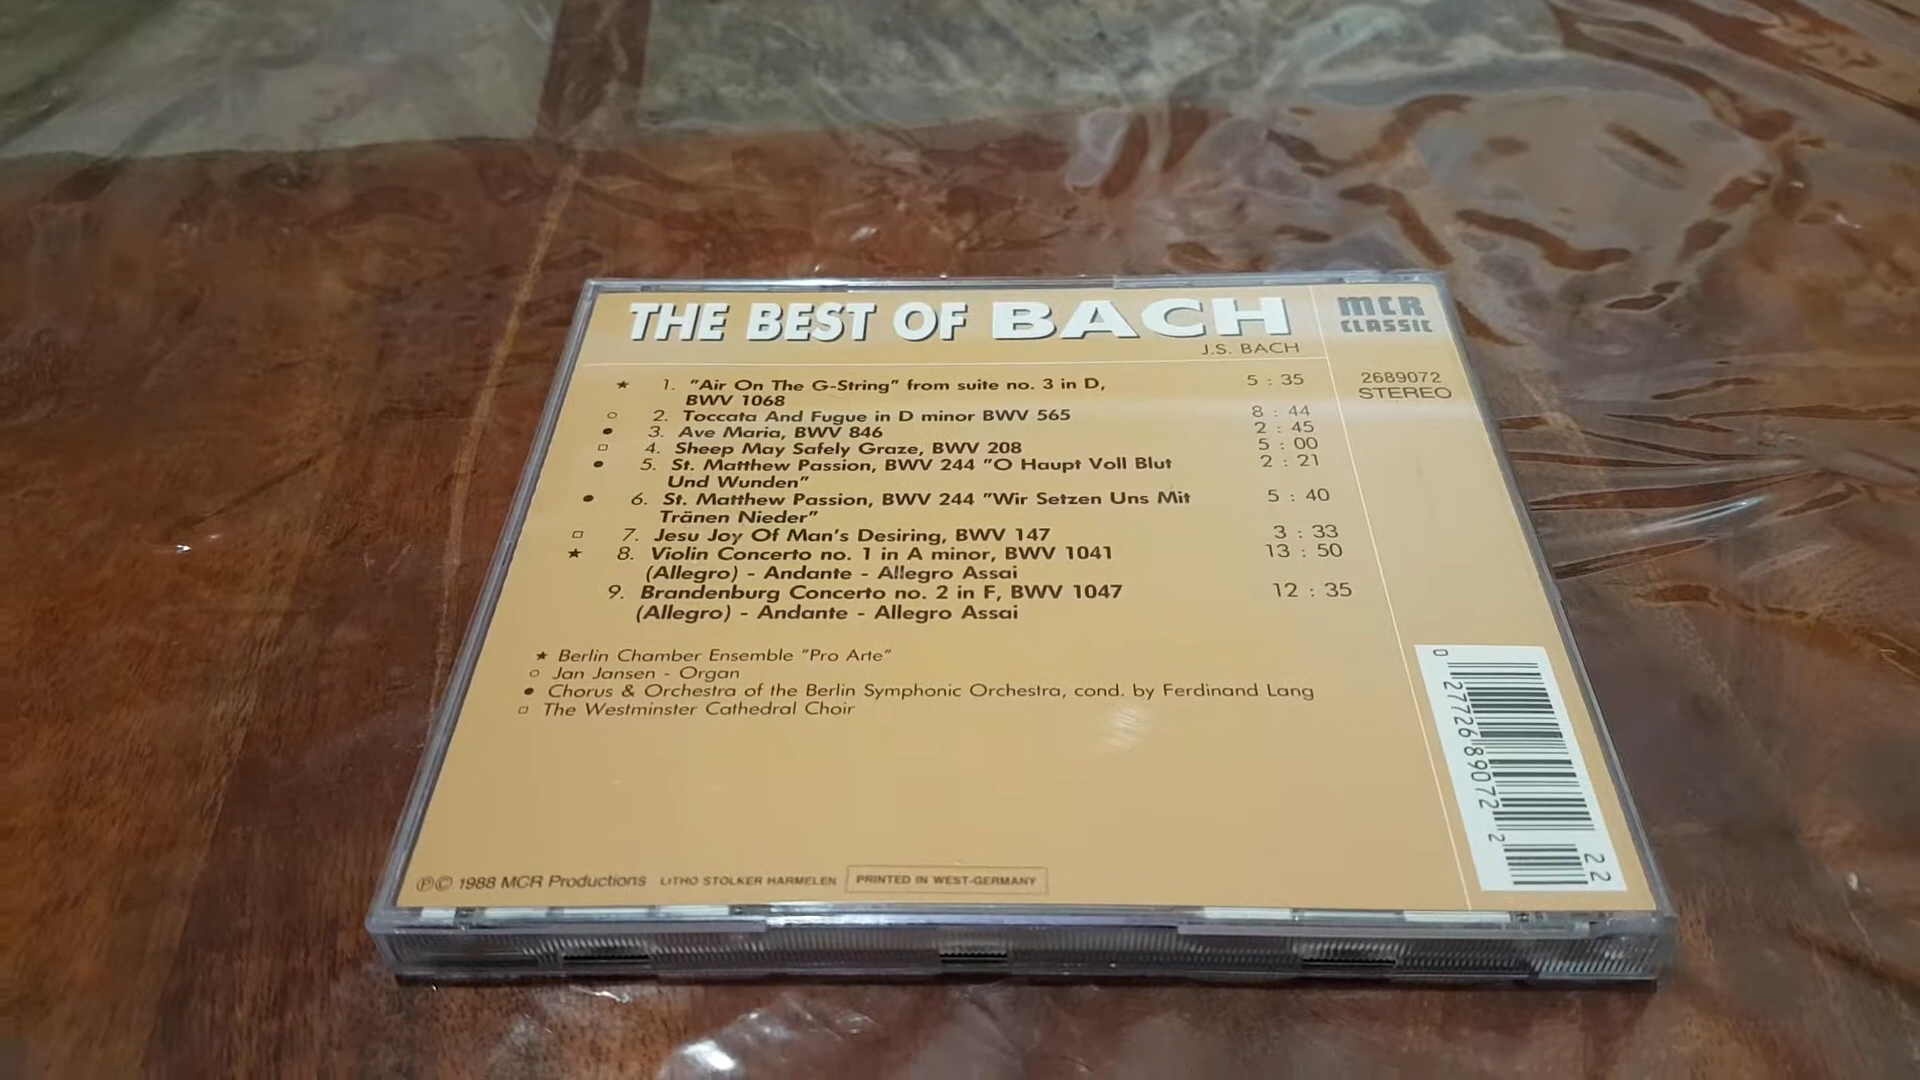 THE BEST OF BACH
J.S. BACH
MCR
CLASSIC
2689072
STEREO
★ 1. "Air On The G-String" from suite no. 3 in D, 5 : 35
BWV 1068
○ 2. Toccata And Fugue in D minor BWV 565 8 : 44
● 3. Ave Maria, BWV 846 2 : 45
□ 4. Sheep May Safely Graze, BWV 208 5 : 00
● 5. St. Matthew Passion, BWV 244 "O Haupt Voll Blut 2 : 21
Und Wunden"
● 6. St. Matthew Passion, BWV 244 "Wir Setzen Uns Mit 5 : 40
Tränen Nieder"
□ 7. Jesu Joy Of Man's Desiring, BWV 147 3 : 33
★ 8. Violin Concerto no. 1 in A minor, BWV 1041 13 : 50
(Allegro) - Andante - Allegro Assai
9. Brandenburg Concerto no. 2 in F, BWV 1047 12 : 35
(Allegro) - Andante - Allegro Assai
★ Berlin Chamber Ensemble "Pro Arte"
○ Jan Jansen - Organ
● Chorus & Orchestra of the Berlin Symphonic Orchestra, cond. by Ferdinand Lang
□ The Westminster Cathedral Choir
℗© 1988 MCR Productions LITHO STOLKER HARMELEN PRINTED IN WEST-GERMANY
0 27726 89072 2
22